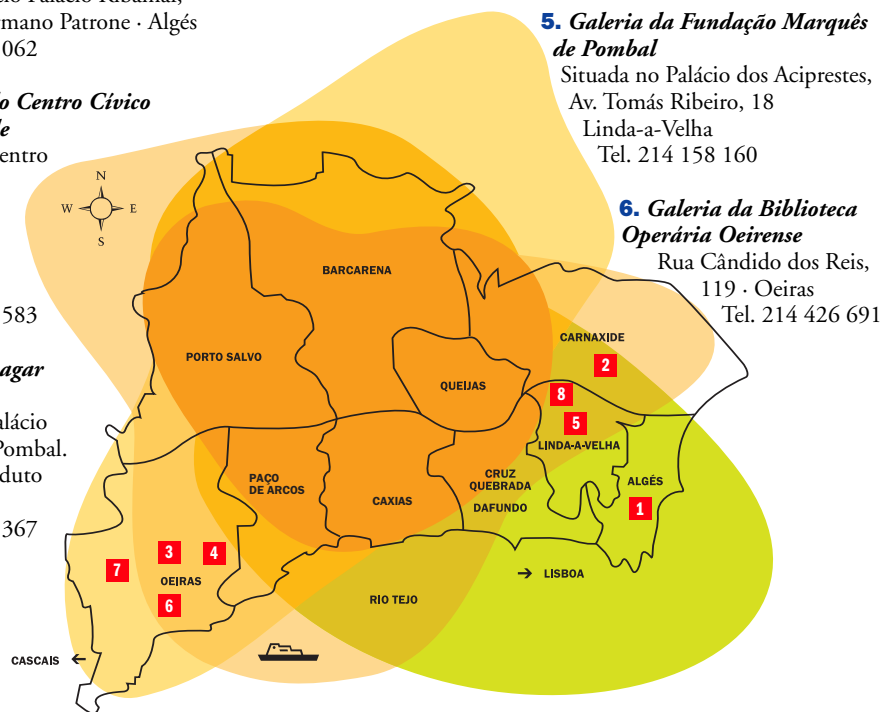 Palácio Ribamar,
Patrone · Algés
062
Centro Cívico
entro
583
agar
Pombal.
367
5. Galeria da Fundação Marquês
de Pombal
Situada no Palácio dos Aciprestes,
Av. Tomás Ribeiro, 18
Linda-a-Velha
Tel. 214 158 160
6. Galeria da Biblioteca
Operária Oeirense
Rua Cândido dos Reis,
119 · Oeiras
Tel. 214 426 691
N
W E
S
BARCARENA
PORTO SALVO
QUEIJAS
CARNAXIDE
2
8
5
LINDA-A-VELHA
ALGÉS
1
PAÇO
DE ARCOS
CAXIAS
CRUZ
QUEBRADA
DAFUNDO
3
4
7
OEIRAS
6
→ LISBOA
RIO TEJO
CASCAIS ←